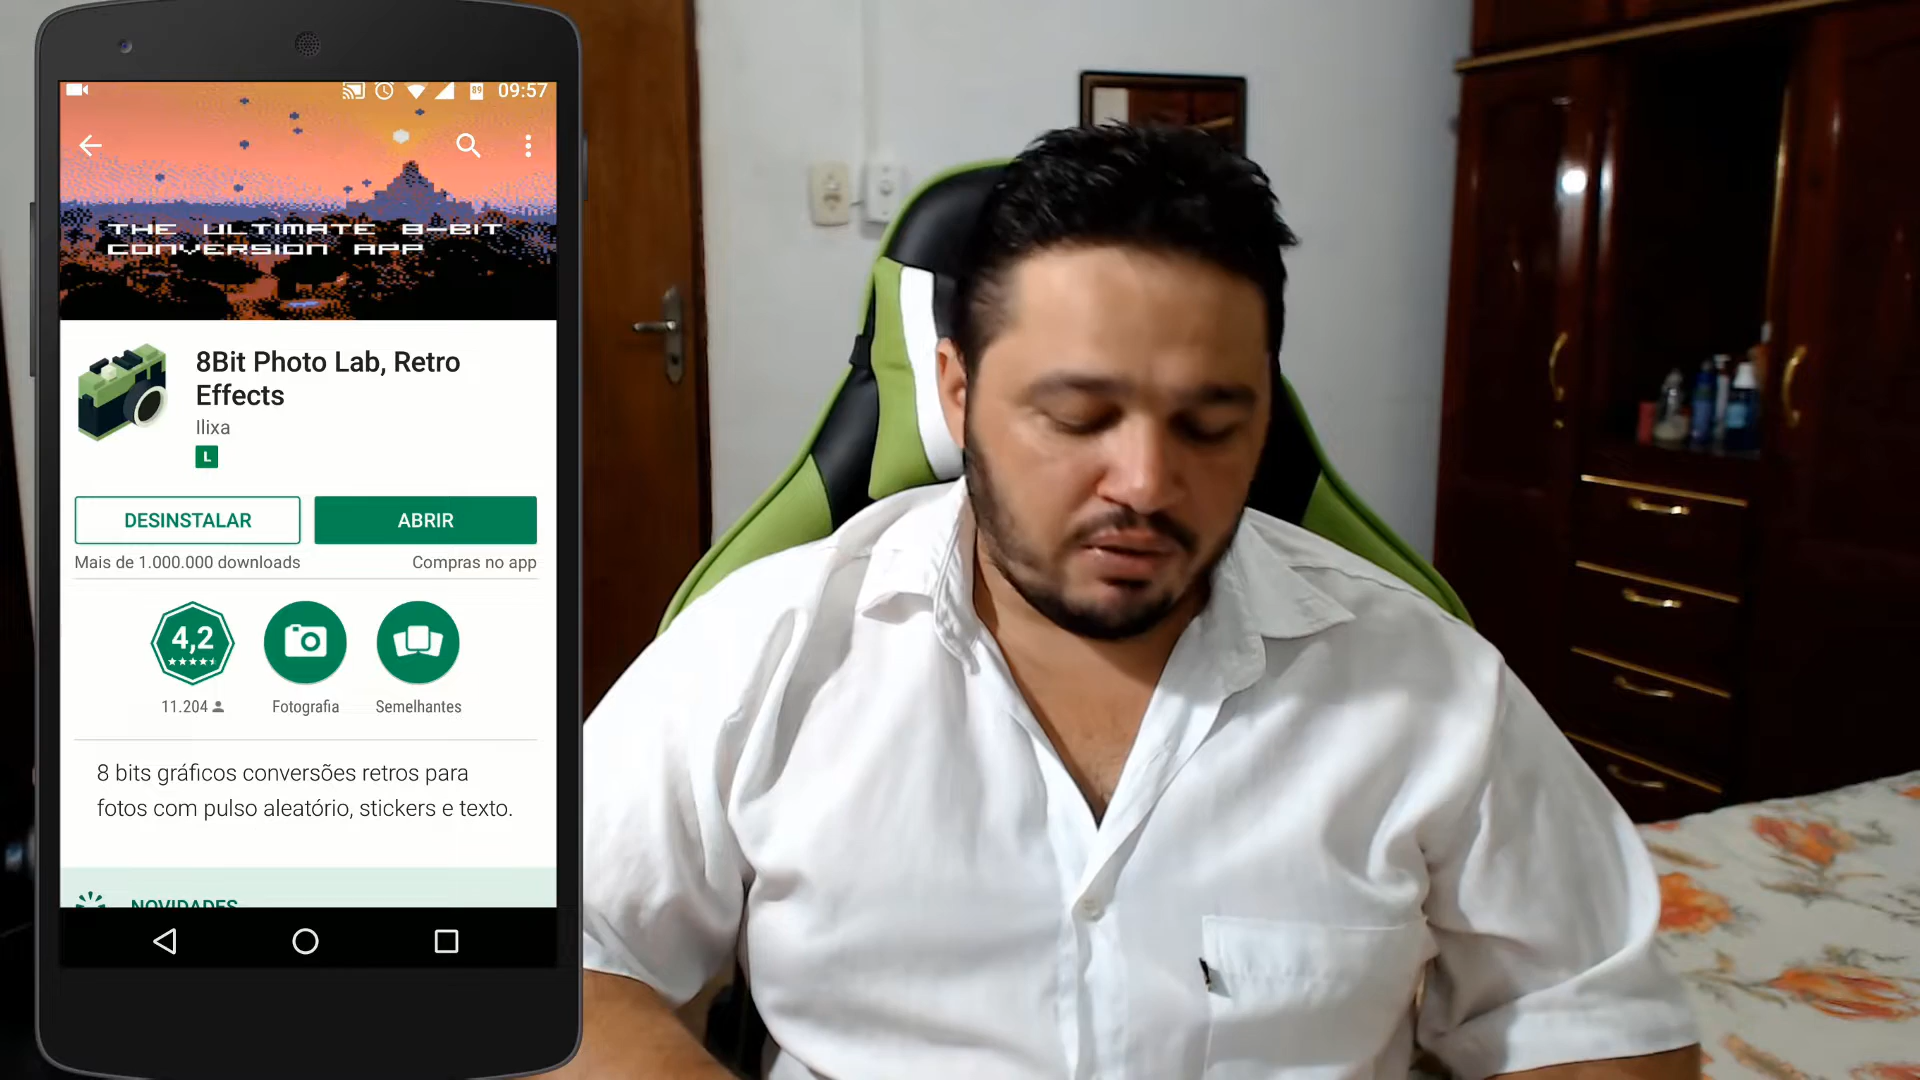 09:57
89
THE ULTIMATE 8-BIT
CONVERSION APP
8Bit Photo Lab, Retro
Effects
Ilixa
L
DESINSTALAR
ABRIR
Mais de 1.000.000 downloads
Compras no app
4,2
11.204
Fotografia
Semelhantes
8 bits gráficos conversões retros para
fotos com pulso aleatório, stickers e texto.
NOVIDADES